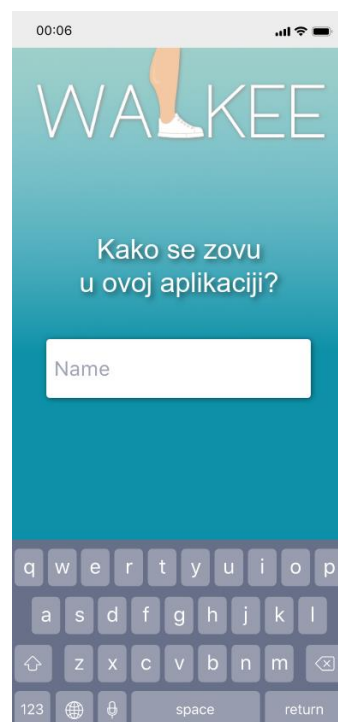 00:06
WALKEE
Kako se zovu
u ovoj aplikaciji?
Name
q w e r t y u i o p
a s d f g h j k l
z x c v b n m
123 space return